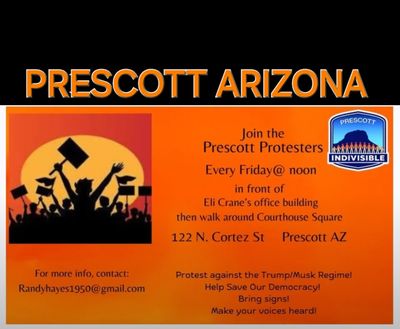 PRESCOTT ARIZONA
PRESCOTT
INDIVISIBLE
Join the
Prescott Protesters
Every Friday@ noon
in front of
Eli Crane's office building
then walk around Courthouse Square
122 N. Cortez St Prescott AZ
For more info, contact:
Randyhayes1950@gmail.com
Protest against the Trump/Musk Regime!
Help Save Our Democracy!
Bring signs!
Make your voices heard!